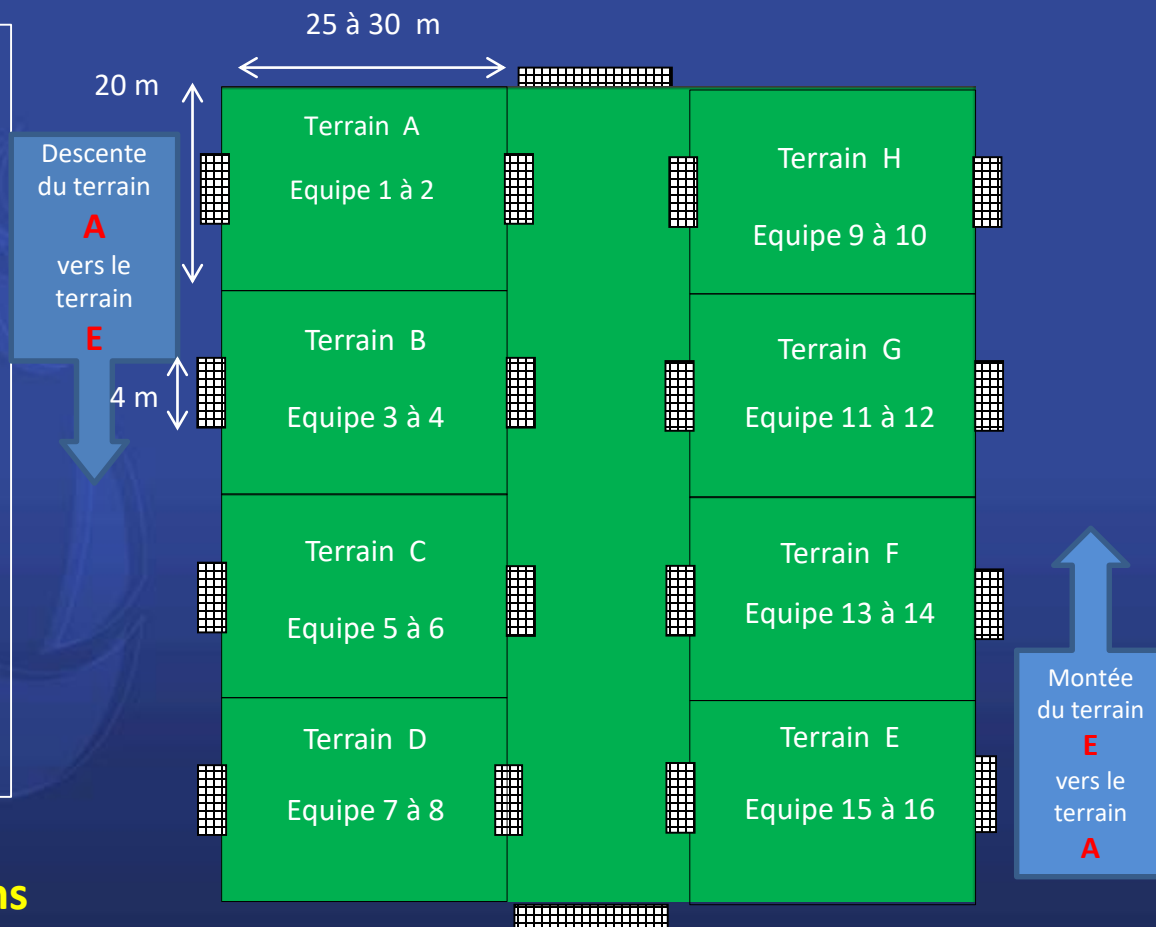 25 à 30 m
20 m
Descente
du terrain
A
vers le
terrain
E
4 m
Terrain A
Equipe 1 à 2
Terrain B
Equipe 3 à 4
Terrain C
Equipe 5 à 6
Terrain D
Equipe 7 à 8
Terrain H
Equipe 9 à 10
Terrain G
Equipe 11 à 12
Terrain F
Equipe 13 à 14
Terrain E
Equipe 15 à 16
Montée
du terrain
E
vers le
terrain
A
ns